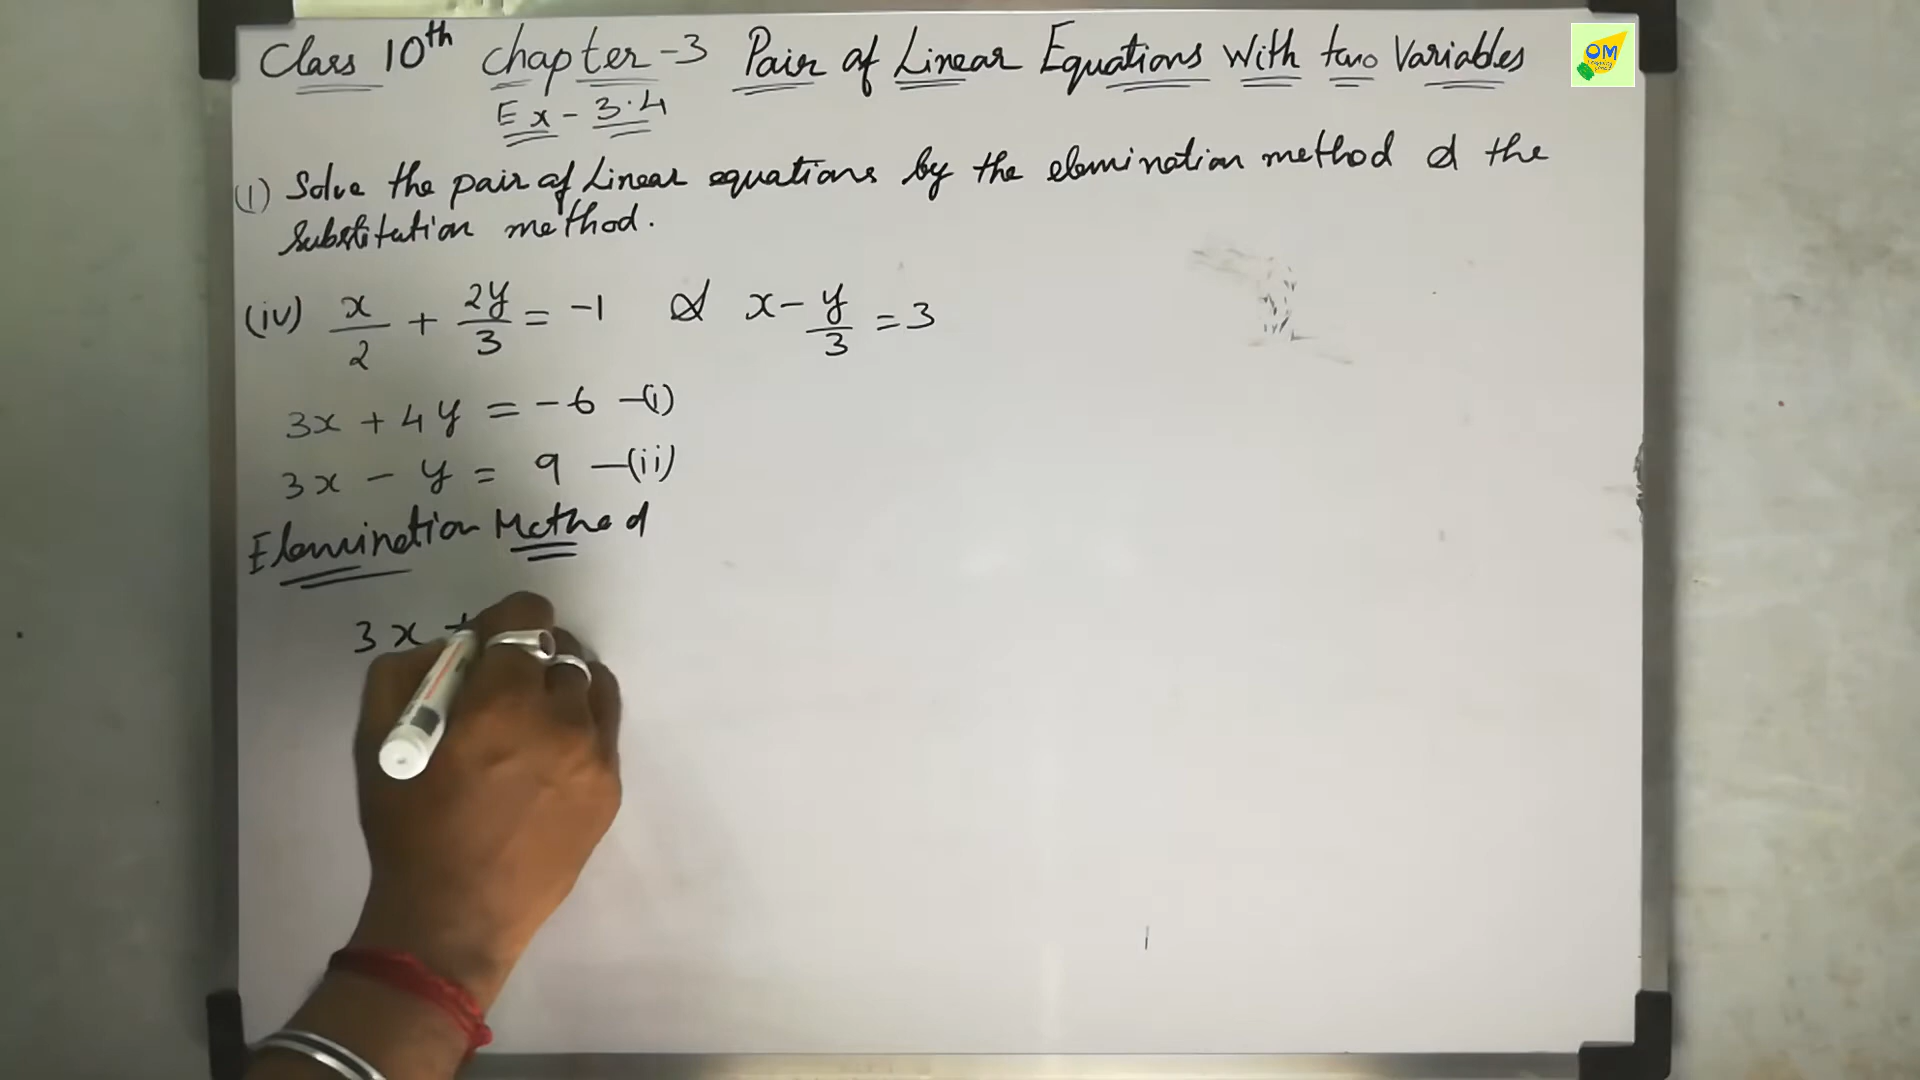 Class 10th chapter-3 Pair of Linear Equations With two Variables
Ex - 3.4
(1) Solve the pair of Linear equations by the elemination method & the
substitution method.
(iv) x/2 + 2y/3 = -1 & x - y/3 = 3
3x + 4y = -6 -(i)
3x - y = 9 -(ii)
Elemination Method
3x +
OM